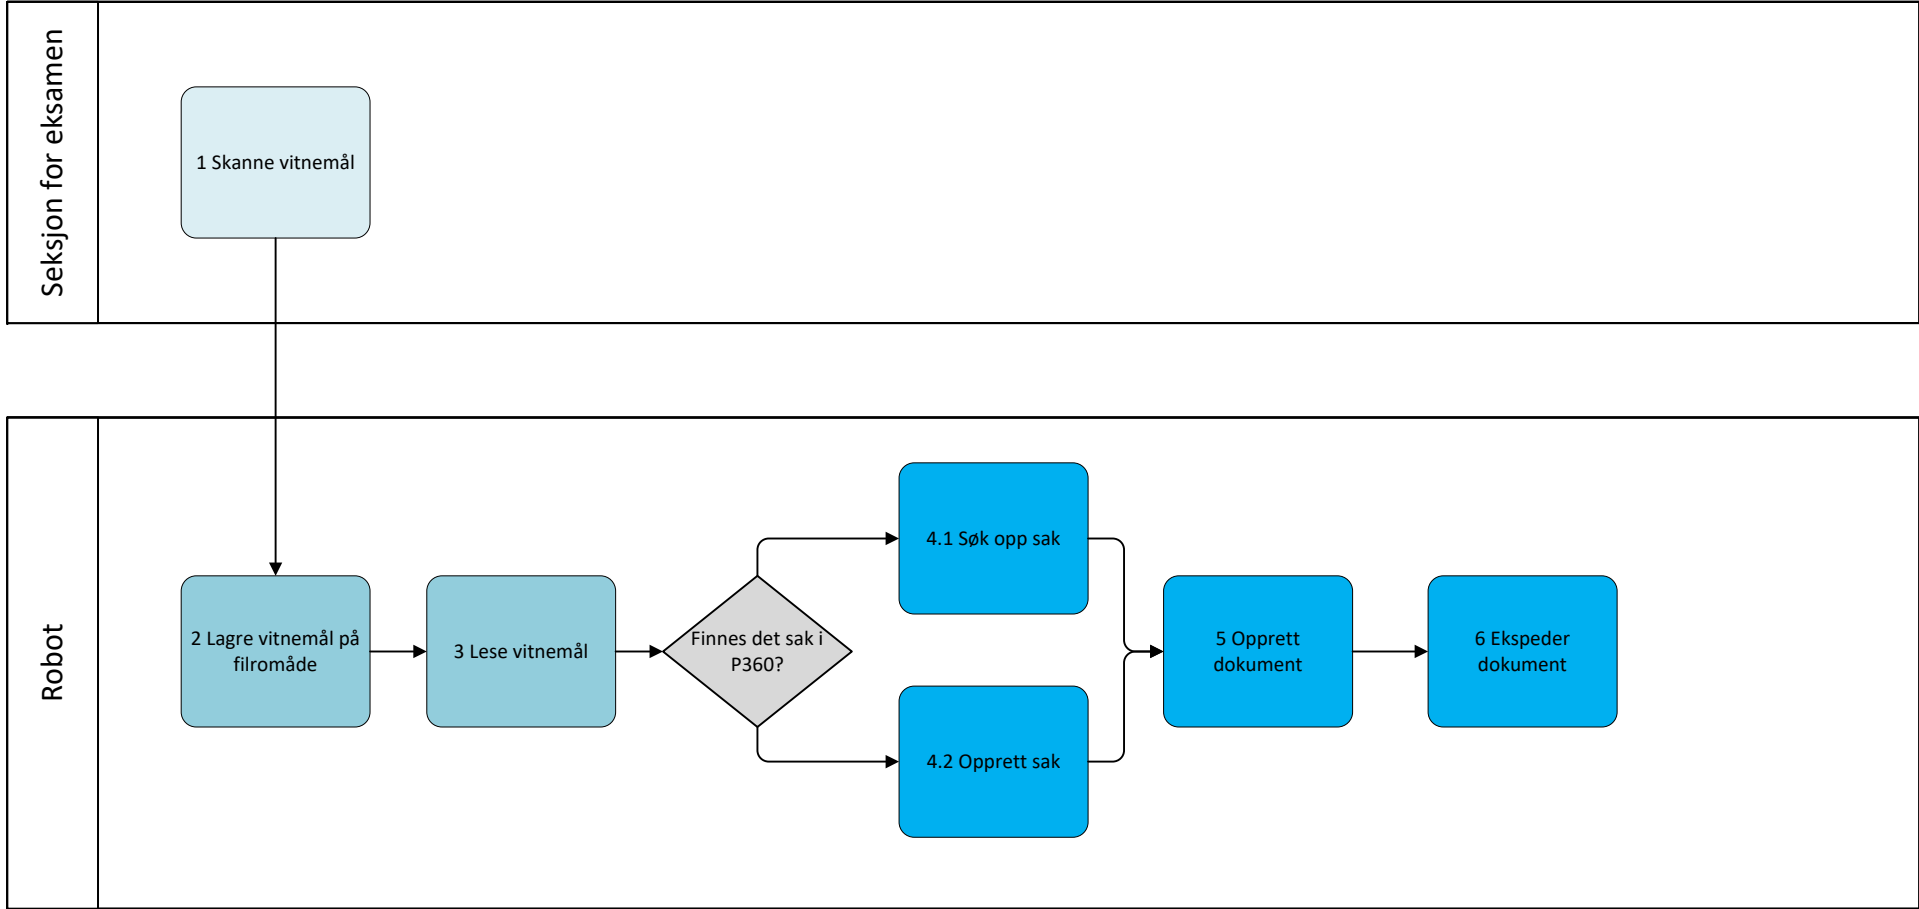 Seksjon for eksamen
1 Skanne vitnemål
Robot
2 Lagre vitnemål på
filromåde
3 Lese vitnemål
Finnes det sak i
P360?
4.1 Søk opp sak
4.2 Opprett sak
5 Opprett
dokument
6 Ekspeder
dokument